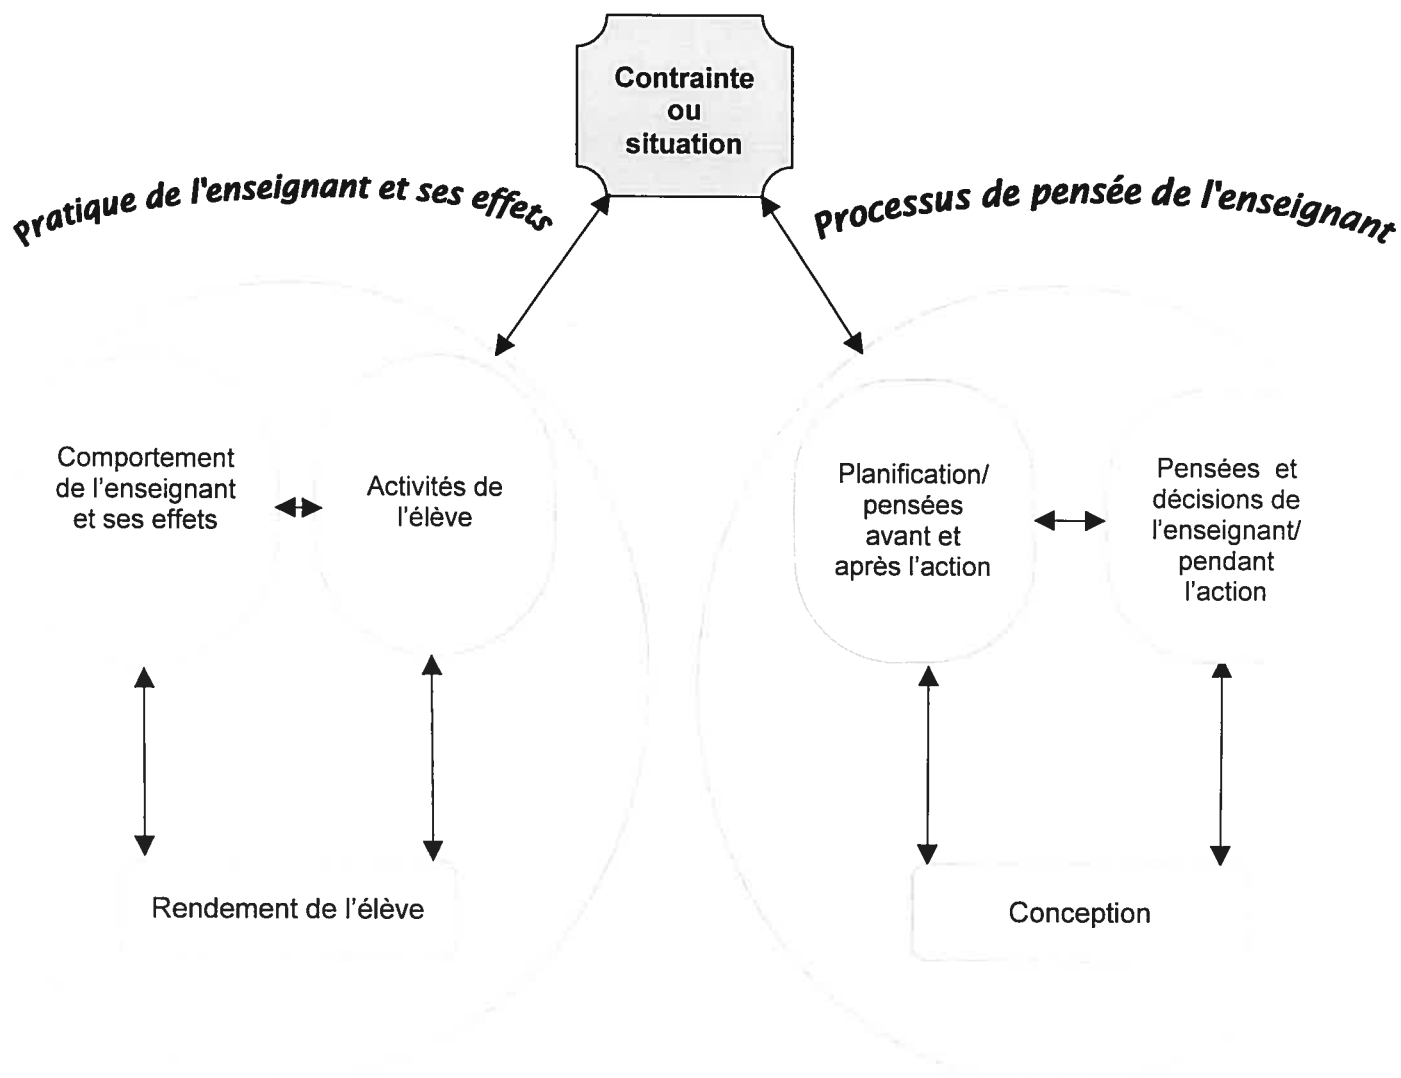 Contrainte
ou
situation
Pratique de l'enseignant et ses effets
Processus de pensée de l'enseignant
Comportement
de l'enseignant
et ses effets
Activités de
l'élève
Planification/
pensées
avant et
après l'action
Pensées et
décisions de
l'enseignant/
pendant
l'action
Rendement de l'élève
Conception